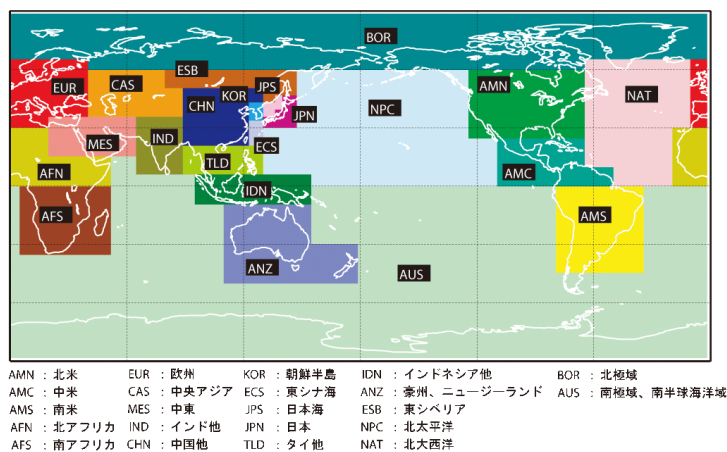 BOR
ESB
EUR
CAS
KOR
JPS
CHN
JPN
NPC
AMN
NAT
MES
IND
ECS
TLD
AFN
IDN
AMC
AFS
AMS
ANZ
AUS
AMN : 北米 EUR : 欧州 KOR : 朝鮮半島 IDN : インドネシア他 BOR : 北極域
AMC : 中米 CAS : 中央アジア ECS : 東シナ海 ANZ : 豪州、ニュージーランド AUS : 南極域、南半球海洋域
AMS : 南米 MES : 中東 JPS : 日本海 ESB : 東シベリア
AFN : 北アフリカ IND : インド他 JPN : 日本 NPC : 北太平洋
AFS : 南アフリカ CHN : 中国他 TLD : タイ他 NAT : 北大西洋